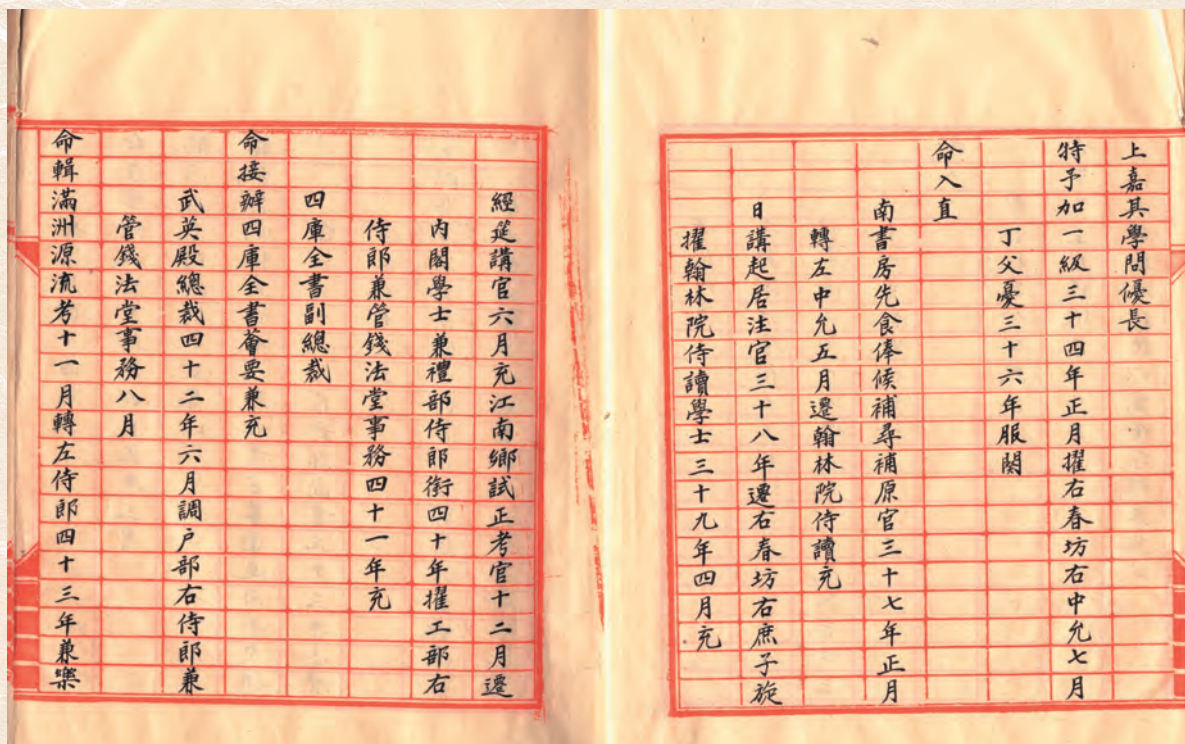 上嘉其學問優長
特予加一級三十四年正月擢右春坊右中允七月
丁父憂三十六年服闋
命入直
南書房先食俸候補尋補原官三十七年正月
轉左中允五月遷翰林院侍讀充
日講起居注官三十八年遷右春坊右庶子旋
擢翰林院侍讀學士三十九年四月充
經筵講官六月充江南鄉試正考官十二月遷
內閣學士兼禮部侍郎銜四十年擢工部右
侍郎兼管錢法堂事務四十一年充
四庫全書副總裁
命接辦四庫全書薈要兼充
武英殿總裁四十二年六月調户部右侍郎兼
管錢法堂事務八月
命輯滿洲源流考十一月轉左侍郎四十三年兼樂